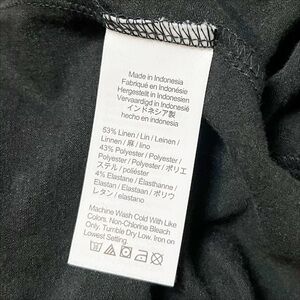 Made in Indonesia
Fabriqué en Indonésie
Hergestellt in Indonesien
Vervaardigd in Indonesië
インドネシア製
hecho en indonesio
53% Linen / Lin / Leinen /
Linnen / 麻 / lino
43% Polyester / Polyester /
Polyester / Polyester / ポリエ
ステル / poliéster
4% Elastane / Élasthanne /
Elastan / Elastaan / ポリウ
レタン / elastano
Machine Wash Cold With Like
Colors. Non-Chlorine Bleach
Only. Tumble Dry Low. Iron on
Lowest Setting.